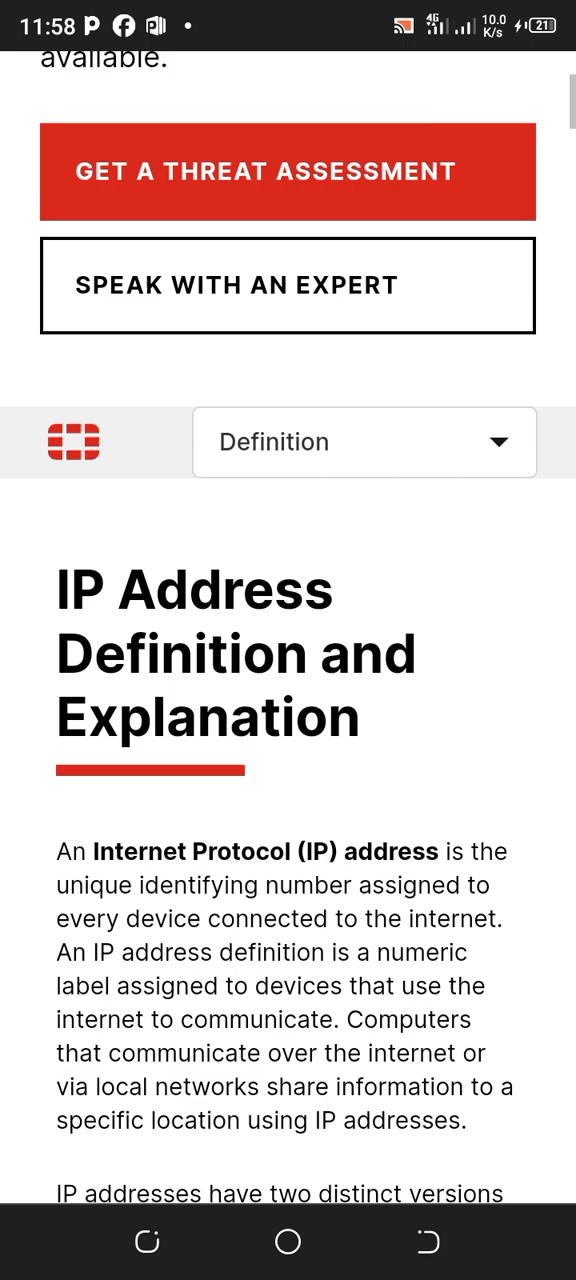 11:58
4G
10.0
K/s
21
available.
GET A THREAT ASSESSMENT
SPEAK WITH AN EXPERT
Definition
IP Address
Definition and
Explanation
An Internet Protocol (IP) address is the
unique identifying number assigned to
every device connected to the internet.
An IP address definition is a numeric
label assigned to devices that use the
internet to communicate. Computers
that communicate over the internet or
via local networks share information to a
specific location using IP addresses.
IP addresses have two distinct versions